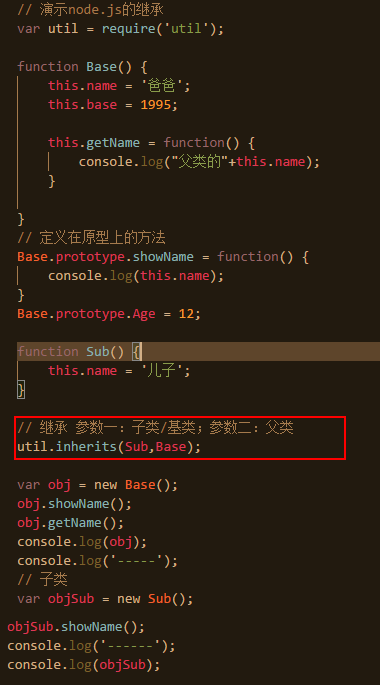 // 演示node.js的继承
var util = require('util');
function Base() {
this.name = '爸爸';
this.base = 1995;
this.getName = function() {
console.log("父类的"+this.name);
}
}
// 定义在原型上的方法
Base.prototype.showName = function() {
console.log(this.name);
}
Base.prototype.Age = 12;
function Sub() {
this.name = '儿子';
}
// 继承 参数一：子类/基类；参数二：父类
util.inherits(Sub,Base);
var obj = new Base();
obj.showName();
obj.getName();
console.log(obj);
console.log('-----');
// 子类
var objSub = new Sub();
objSub.showName();
console.log('------');
console.log(objSub);